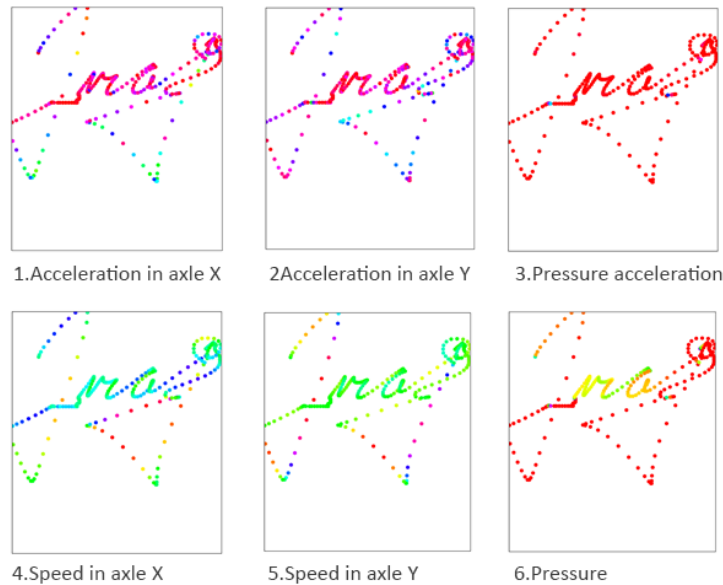 1.Acceleration in axle X
2Acceleration in axle Y
3.Pressure acceleration
4.Speed in axle X
5.Speed in axle Y
6.Pressure